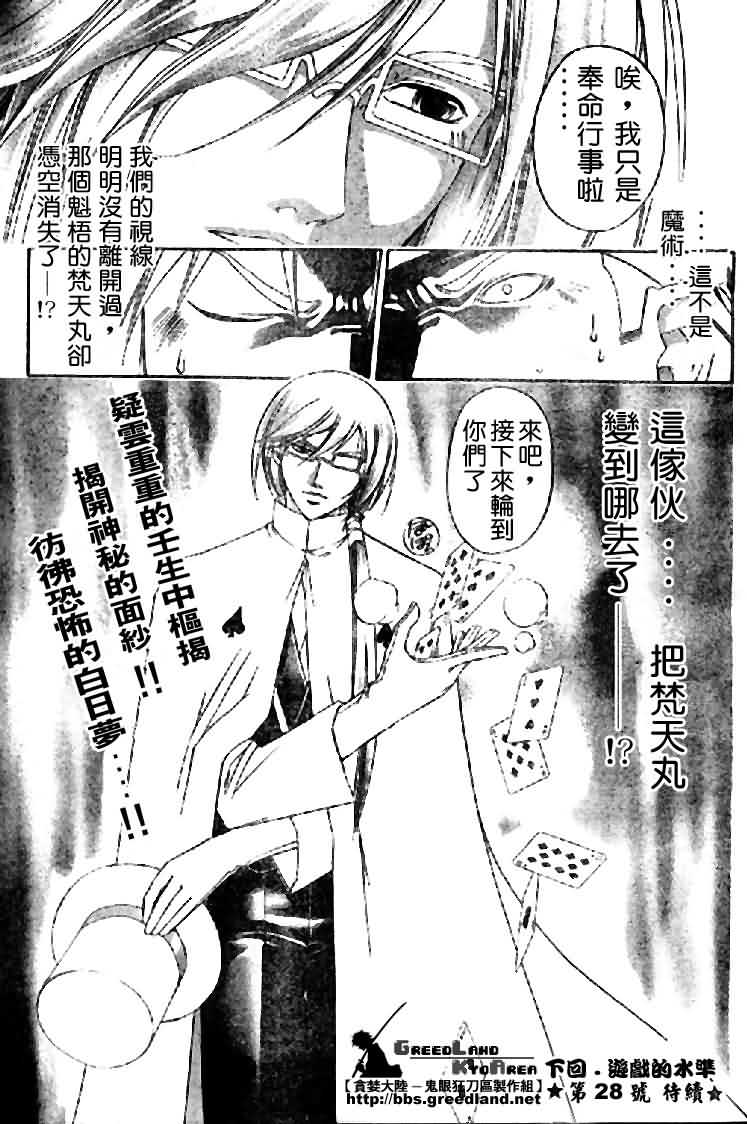 唉，我只是
奉命行事啦
……
‥‥這不是
魔術‥‥
我們的視線
明明沒有離開過，
那個魁梧的梵天丸卻
憑空消失了—!?
這傢伙‥‥把梵天丸
變到哪去了——!?
來吧，
接下來輪到
你們了
疑雲重重的壬生中樞揭
揭開神秘的面紗!!
彷彿恐怖的白日夢‥‥!!
GREEDLAND
KYOAREA
下回．遊戲的水準
【貪婪大陸－鬼眼狂刀區製作組】
★第 28 號 待續★
http://bbs.greedland.net